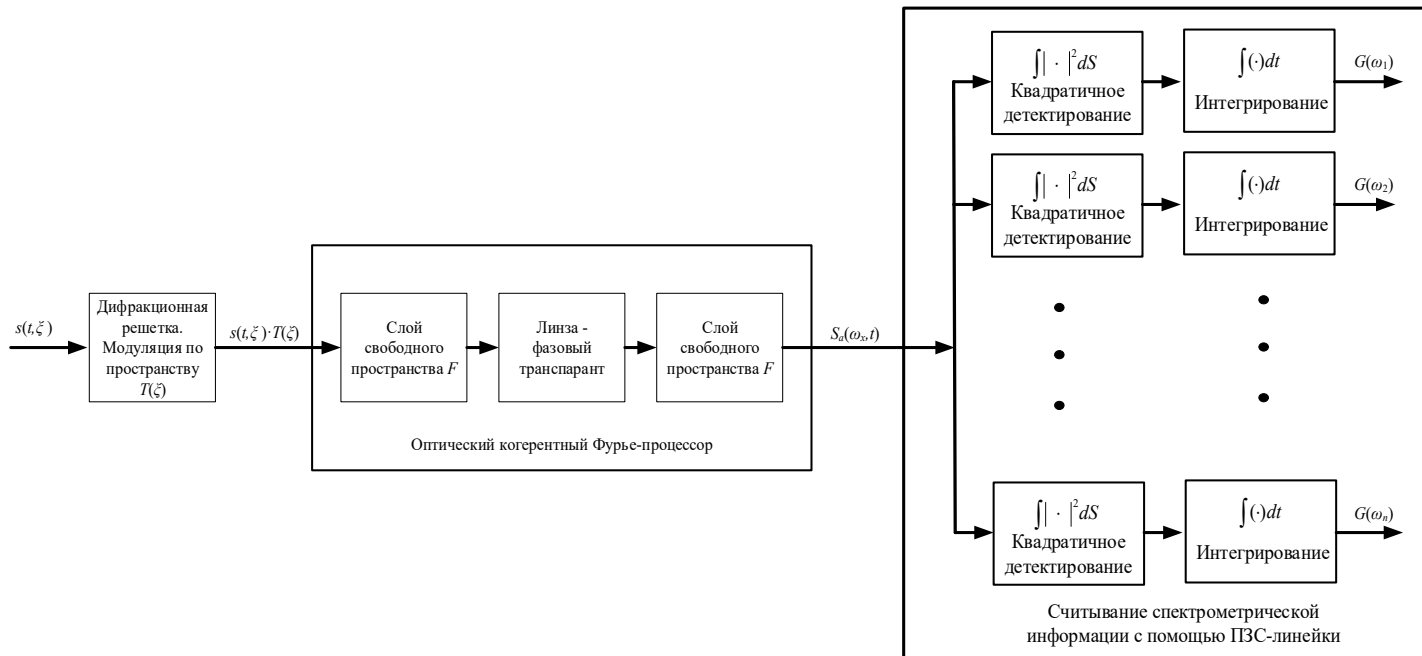 s(t,ξ)
Дифракционная
решетка.
Модуляция по
пространству
T(ξ)
s(t,ξ)·T(ξ)
Слой
свободного
пространства F
Линза -
фазовый
транспарант
Слой
свободного
пространства F
Оптический когерентный Фурье-процессор
Sₐ(ωₓ,t)
∫| · |²dS
Квадратичное
детектирование
∫(·)dt
Интегрирование
G(ω₁)
∫| · |²dS
Квадратичное
детектирование
∫(·)dt
Интегрирование
G(ω₂)
∫| · |²dS
Квадратичное
детектирование
∫(·)dt
Интегрирование
G(ωₙ)
Считывание спектрометрической
информации с помощью ПЗС-линейки